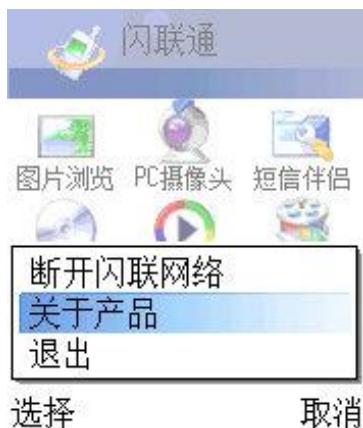 闪联通
图片浏览 PC摄像头 短信伴侣
断开闪联网络
关于产品
退出
选择 取消